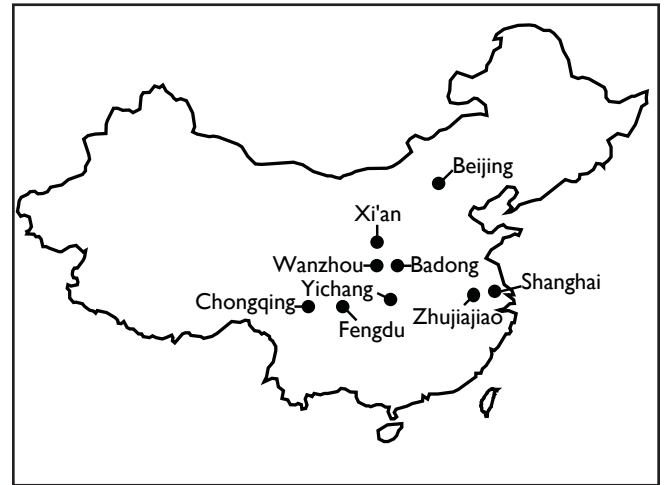 Beijing
Xi'an
Wanzhou
Badong
Yichang
Shanghai
Chongqing
Fengdu
Zhujiajiao